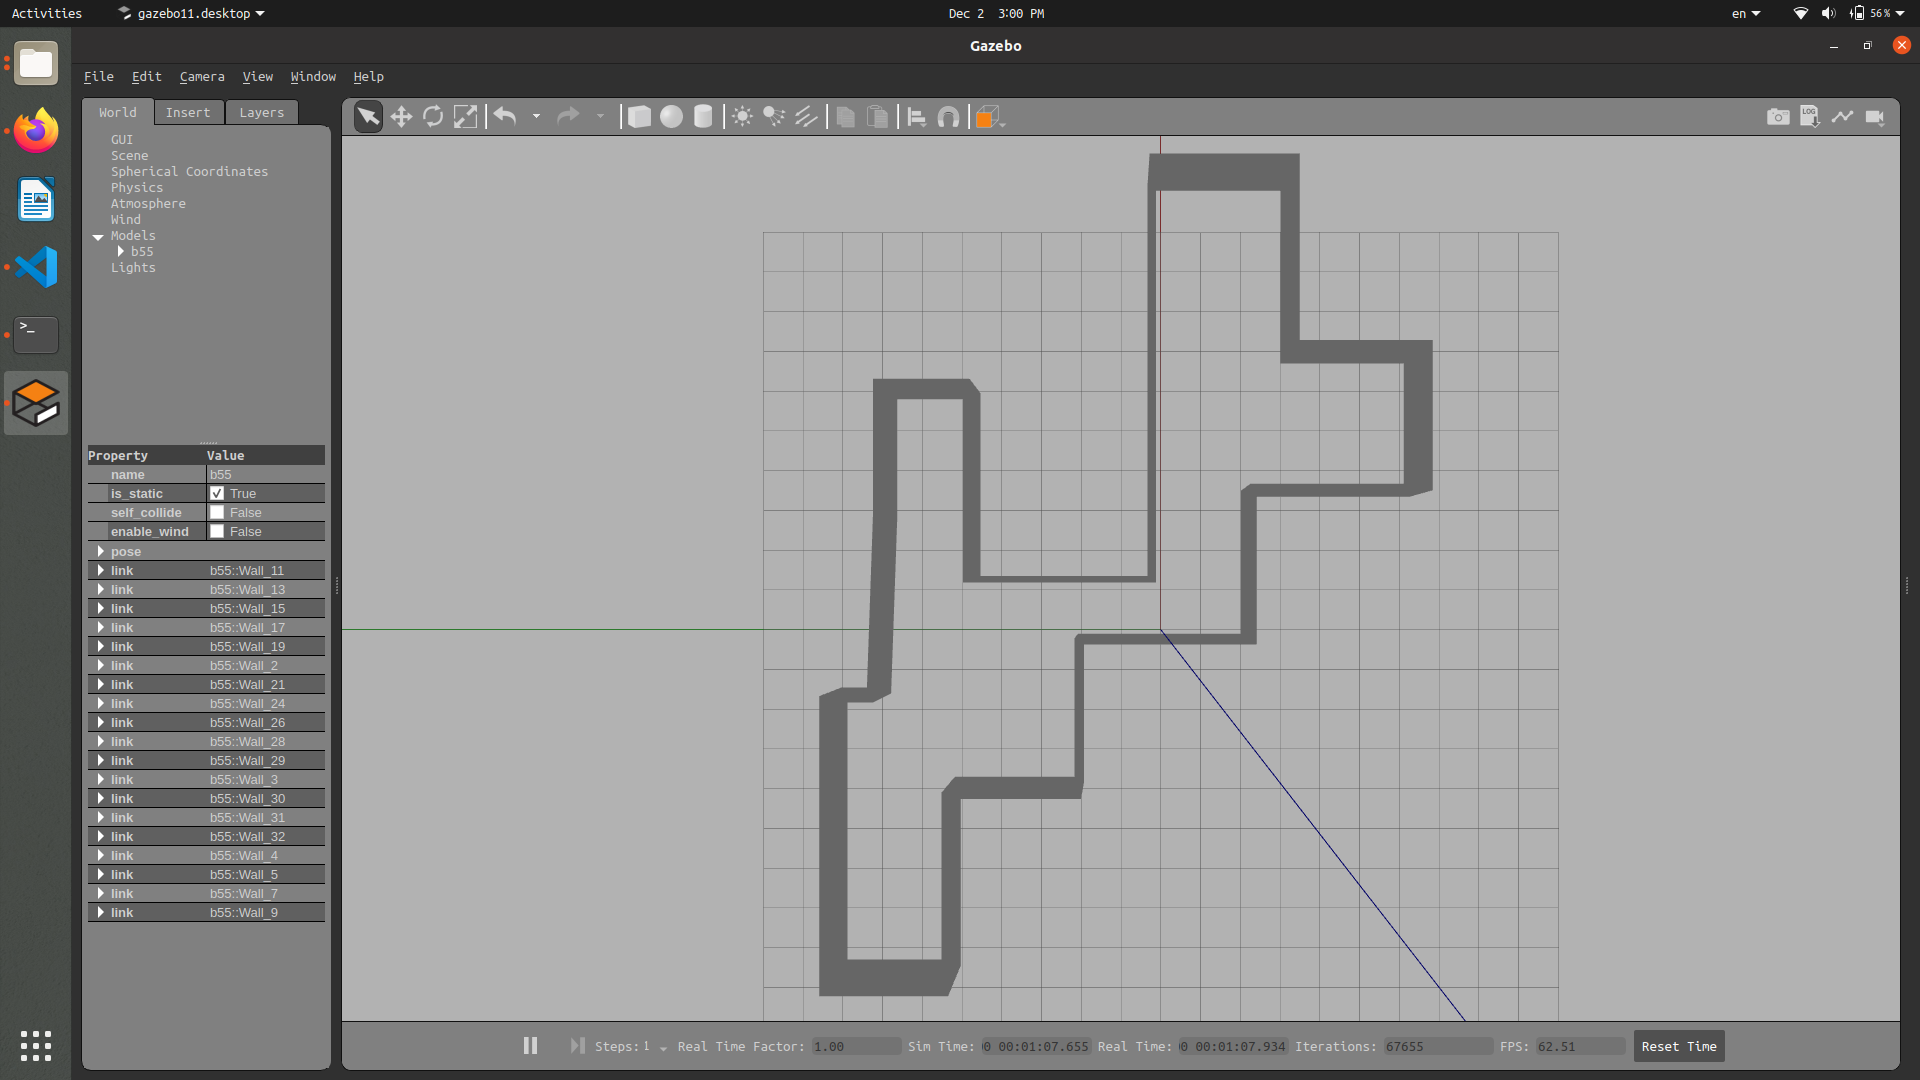 Activities gazebo11.desktop Dec 2 3:00 PM en 56%
Gazebo
File Edit Camera View Window Help
World Insert Layers
GUI
Scene
Spherical Coordinates
Physics
Atmosphere
Wind
Models
b55
Lights
Property Value
name b55
is_static True
self_collide False
enable_wind False
pose
link b55::Wall_11
link b55::Wall_13
link b55::Wall_15
link b55::Wall_17
link b55::Wall_19
link b55::Wall_2
link b55::Wall_21
link b55::Wall_24
link b55::Wall_26
link b55::Wall_28
link b55::Wall_29
link b55::Wall_3
link b55::Wall_30
link b55::Wall_31
link b55::Wall_32
link b55::Wall_4
link b55::Wall_5
link b55::Wall_7
link b55::Wall_9
LOG
>_
Steps: 1 Real Time Factor: 1.00 Sim Time: 00:01:07.655 Real Time: 00:01:07.934 Iterations: 67655 FPS: 62.51 Reset Time